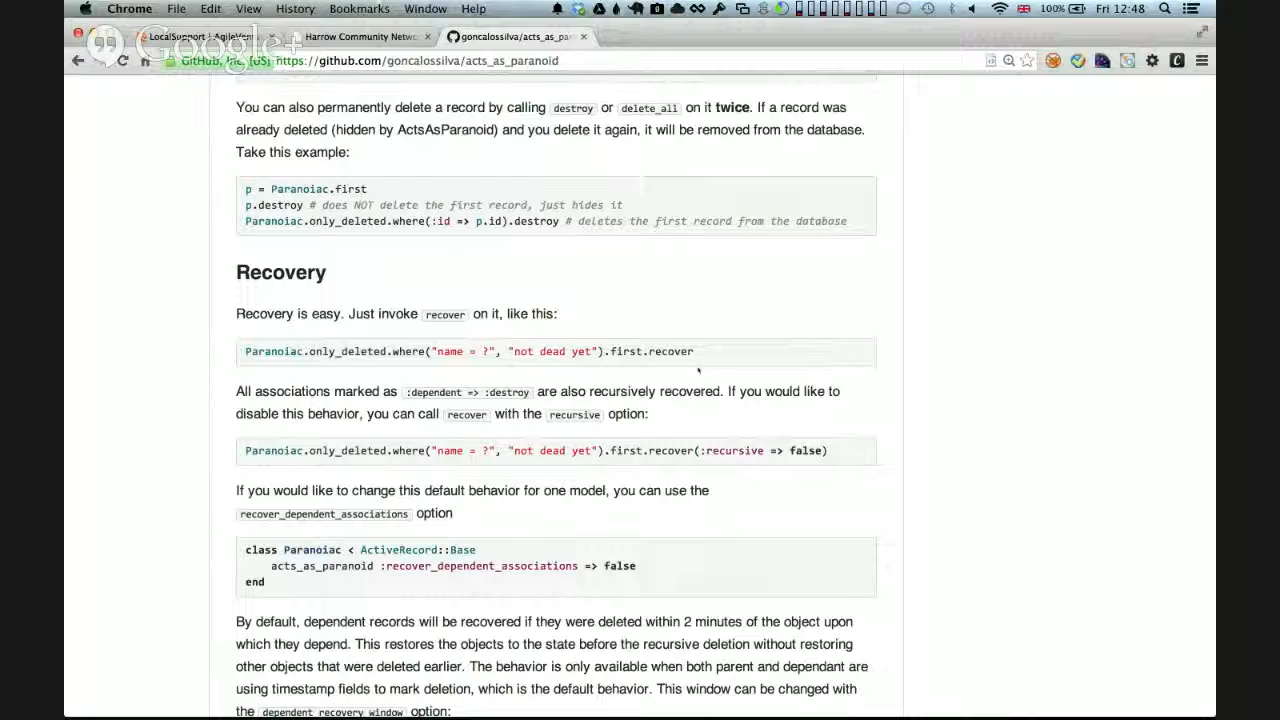 Chrome File Edit View History Bookmarks Window Help 100% Fri 12:48
LocalSupport | AgileVen
Harrow Community Netw
goncalossilva/acts_as_par
Google+
GitHub, Inc. [US] https://github.com/goncalossilva/acts_as_paranoid
You can also permanently delete a record by calling destroy or delete_all on it twice. If a record was
already deleted (hidden by ActsAsParanoid) and you delete it again, it will be removed from the database.
Take this example:
p = Paranoiac.first
p.destroy # does NOT delete the first record, just hides it
Paranoiac.only_deleted.where(:id => p.id).destroy # deletes the first record from the database
Recovery
Recovery is easy. Just invoke recover on it, like this:
Paranoiac.only_deleted.where("name = ?", "not dead yet").first.recover
All associations marked as :dependent => :destroy are also recursively recovered. If you would like to
disable this behavior, you can call recover with the recursive option:
Paranoiac.only_deleted.where("name = ?", "not dead yet").first.recover(:recursive => false)
If you would like to change this default behavior for one model, you can use the
recover_dependent_associations option
class Paranoiac < ActiveRecord::Base
acts_as_paranoid :recover_dependent_associations => false
end
By default, dependent records will be recovered if they were deleted within 2 minutes of the object upon
which they depend. This restores the objects to the state before the recursive deletion without restoring
other objects that were deleted earlier. The behavior is only available when both parent and dependant are
using timestamp fields to mark deletion, which is the default behavior. This window can be changed with
the dependent_recovery_window option: